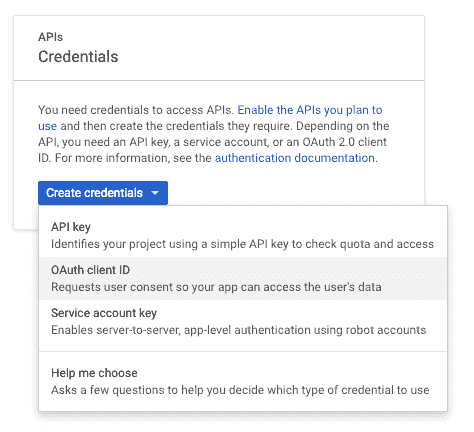 APIs
Credentials
You need credentials to access APIs. Enable the APIs you plan to
use and then create the credentials they require. Depending on the
API, you need an API key, a service account, or an OAuth 2.0 client
ID. For more information, see the authentication documentation.
Create credentials
API key
Identifies your project using a simple API key to check quota and access
OAuth client ID
Requests user consent so your app can access the user's data
Service account key
Enables server-to-server, app-level authentication using robot accounts
Help me choose
Asks a few questions to help you decide which type of credential to use